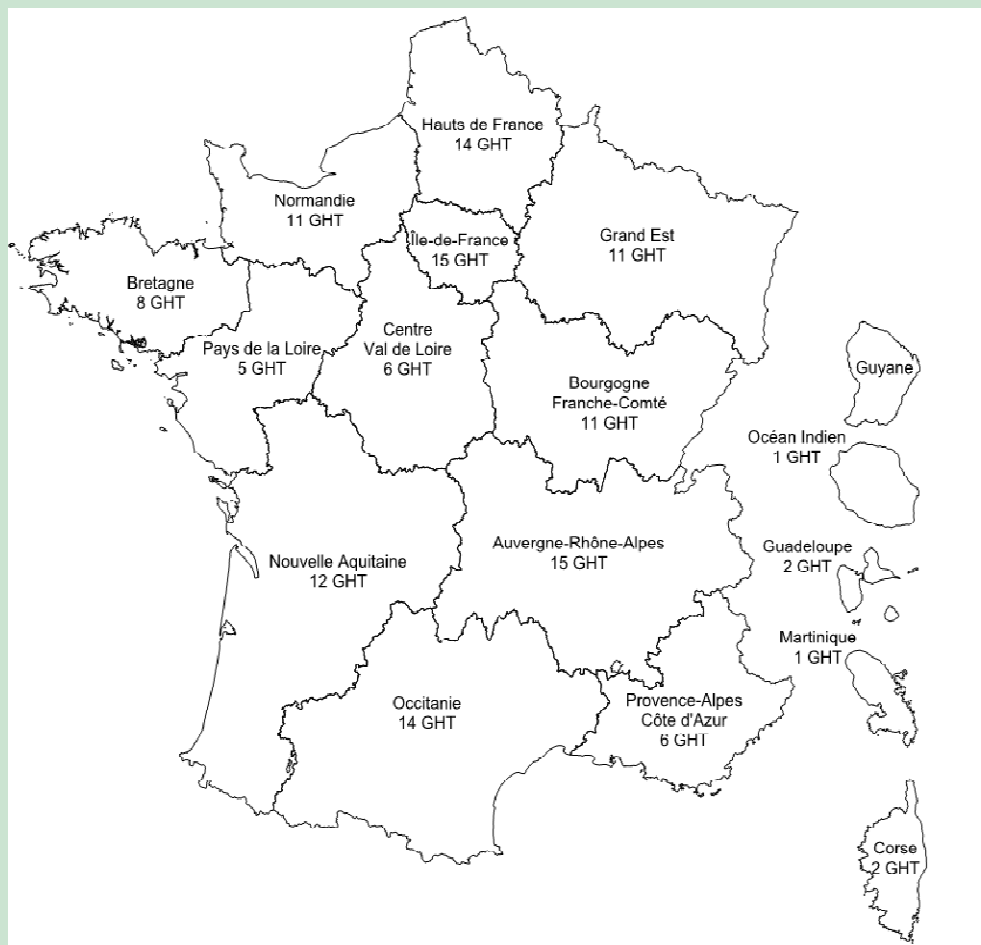 Hauts de France
14 GHT
Normandie
11 GHT
Île-de-France
15 GHT
Grand Est
11 GHT
Bretagne
8 GHT
Pays de la Loire
5 GHT
Centre
Val de Loire
6 GHT
Bourgogne
Franche-Comté
11 GHT
Guyane
Océan Indien
1 GHT
Nouvelle Aquitaine
12 GHT
Auvergne-Rhône-Alpes
15 GHT
Guadeloupe
2 GHT
Martinique
1 GHT
Occitanie
14 GHT
Provence-Alpes
Côte d'Azur
6 GHT
Corse
2 GHT